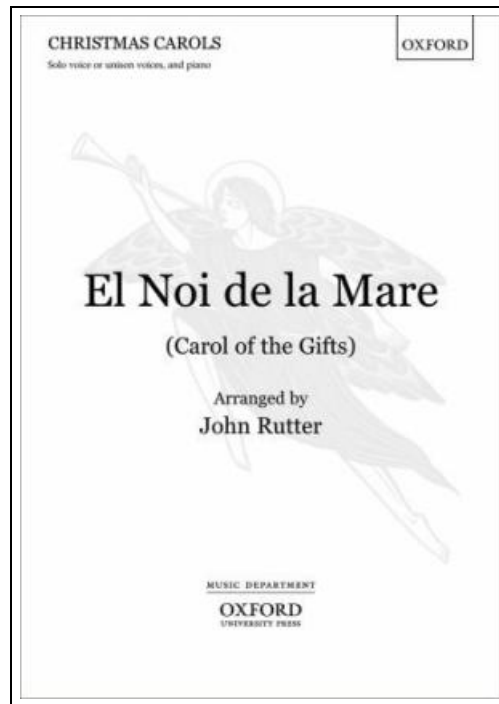 CHRISTMAS CAROLS
OXFORD
Solo voice or unison voices, and piano
El Noi de la Mare
(Carol of the Gifts)
Arranged by
John Rutter
MUSIC DEPARTMENT
OXFORD
UNIVERSITY PRESS